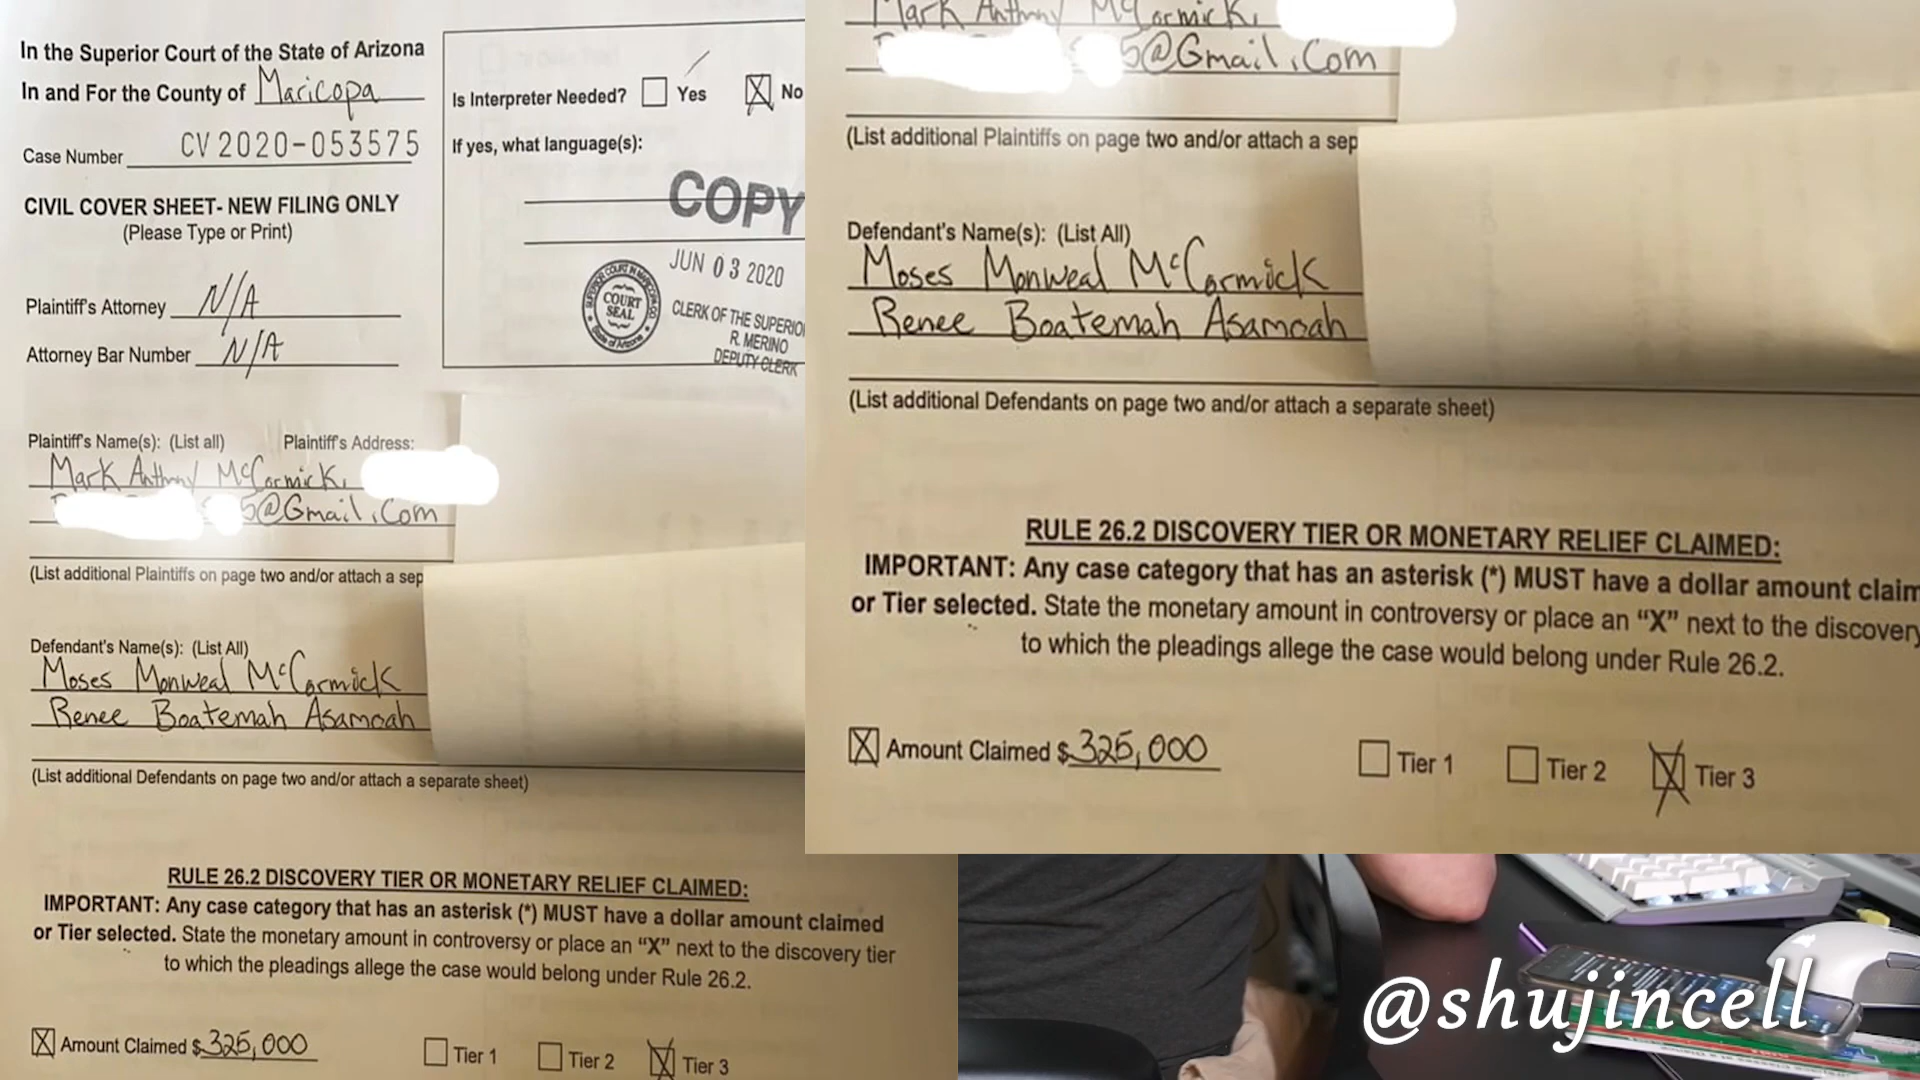 In the Superior Court of the State of Arizona
In and For the County of Maricopa
Case Number CV 2020-053575
CIVIL COVER SHEET- NEW FILING ONLY
(Please Type or Print)
Plaintiff's Attorney N/A
Attorney Bar Number N/A
Is Interpreter Needed? Yes No
If yes, what language(s):
COPY
JUN 03 2020
COURT
SEAL
CLERK OF THE SUPERIO
R. MERINO
DEPUTY CLERK
Plaintiff's Name(s): (List all) Plaintiff's Address:
Mark Anthony McCormick,
5@Gmail.Com
(List additional Plaintiffs on page two and/or attach a sep
Defendant's Name(s): (List All)
Moses Monweal McCormick
Renee Boatemah Asamoah
(List additional Defendants on page two and/or attach a separate sheet)
RULE 26.2 DISCOVERY TIER OR MONETARY RELIEF CLAIMED:
IMPORTANT: Any case category that has an asterisk (*) MUST have a dollar amount claimed
or Tier selected. State the monetary amount in controversy or place an “X” next to the discovery tier
to which the pleadings allege the case would belong under Rule 26.2.
Amount Claimed $325,000 Tier 1 Tier 2 Tier 3
Mark Anthony McCormick,
5@Gmail.Com
(List additional Plaintiffs on page two and/or attach a sep
Defendant's Name(s): (List All)
Moses Monweal McCormick
Renee Boatemah Asamoah
(List additional Defendants on page two and/or attach a separate sheet)
RULE 26.2 DISCOVERY TIER OR MONETARY RELIEF CLAIMED:
IMPORTANT: Any case category that has an asterisk (*) MUST have a dollar amount claim
or Tier selected. State the monetary amount in controversy or place an “X” next to the discovery
to which the pleadings allege the case would belong under Rule 26.2.
Amount Claimed $325,000 Tier 1 Tier 2 Tier 3
@shujincell